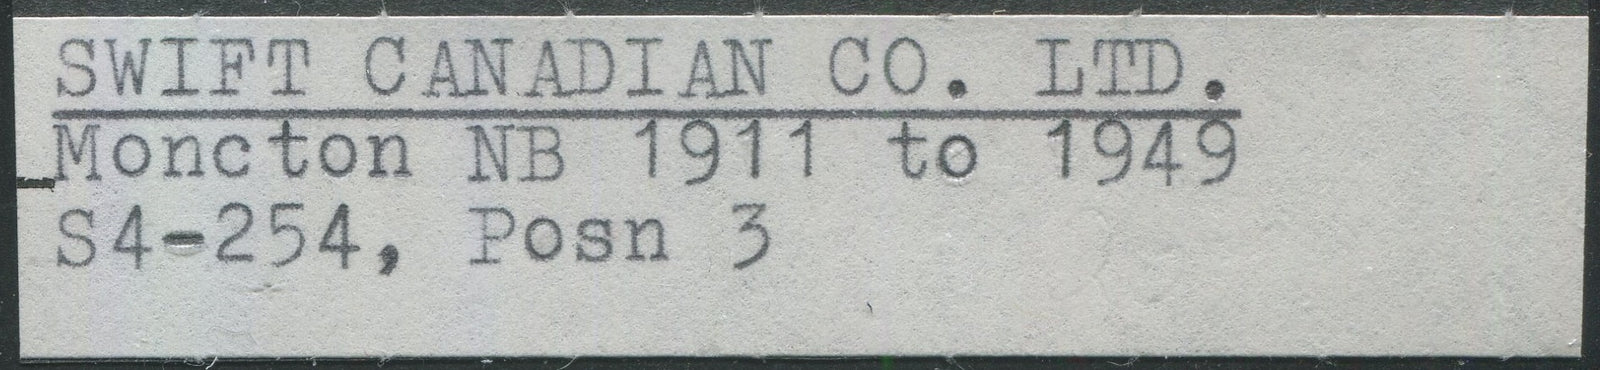 SWIFT CANADIAN CO. LTD.
Moncton NB 1911 to 1949
S4-254, Posn 3